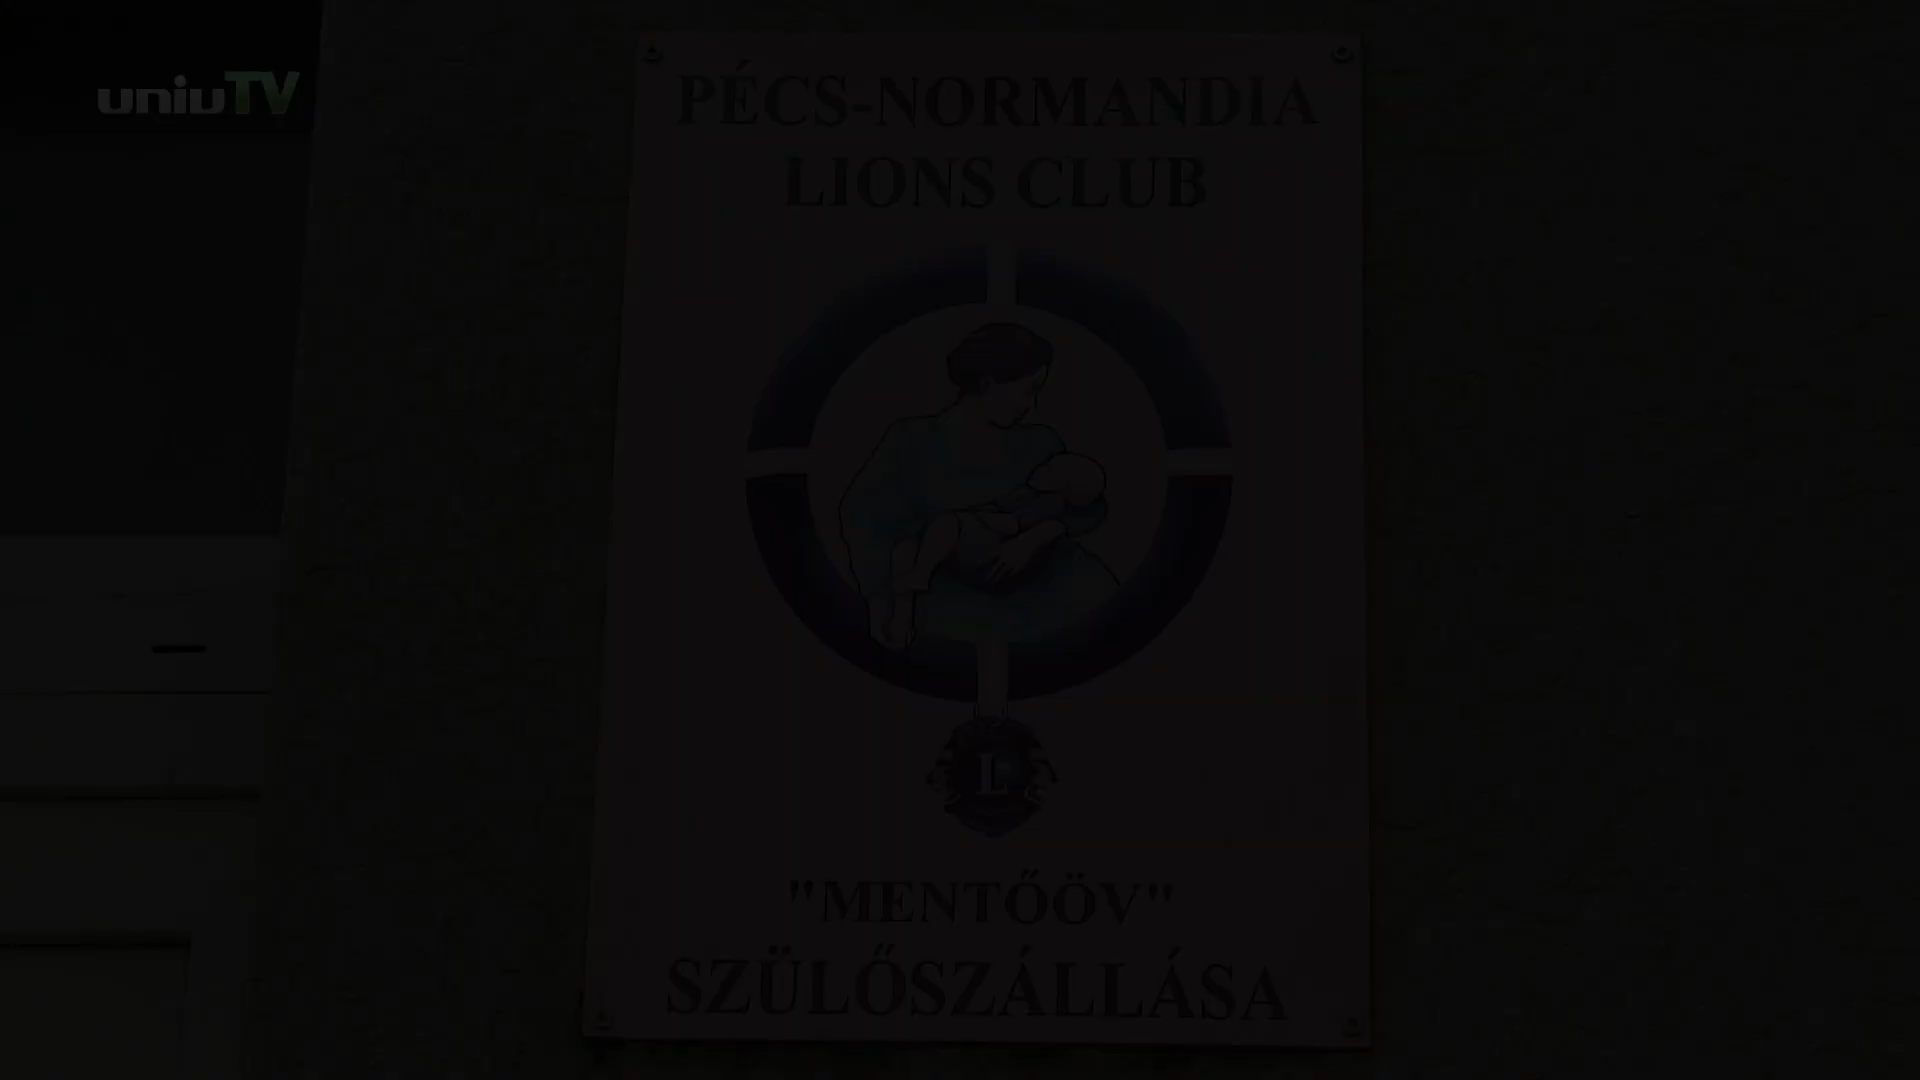 uniuTV
PÉCS-NORMANDIA
LIONS CLUB
L
"MENTŐÖV"
SZÜLŐSZÁLLÁSA